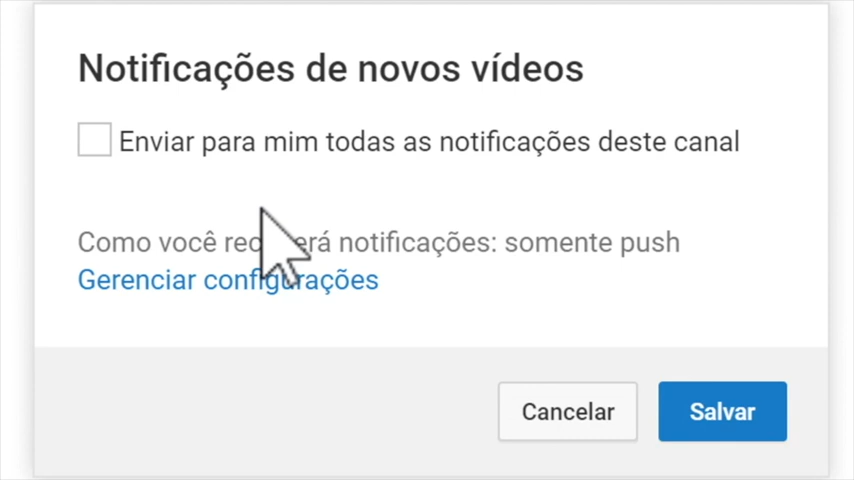 Notificações de novos vídeos
Enviar para mim todas as notificações deste canal
Como você receberá notificações: somente push
Gerenciar configurações
Cancelar
Salvar